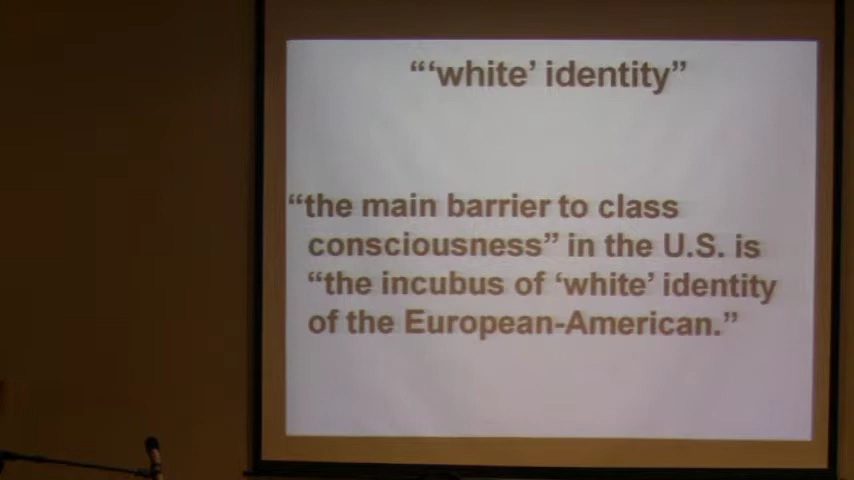 “‘white’ identity”
“the main barrier to class
consciousness” in the U.S. is
“the incubus of ‘white’ identity
of the European-American.”